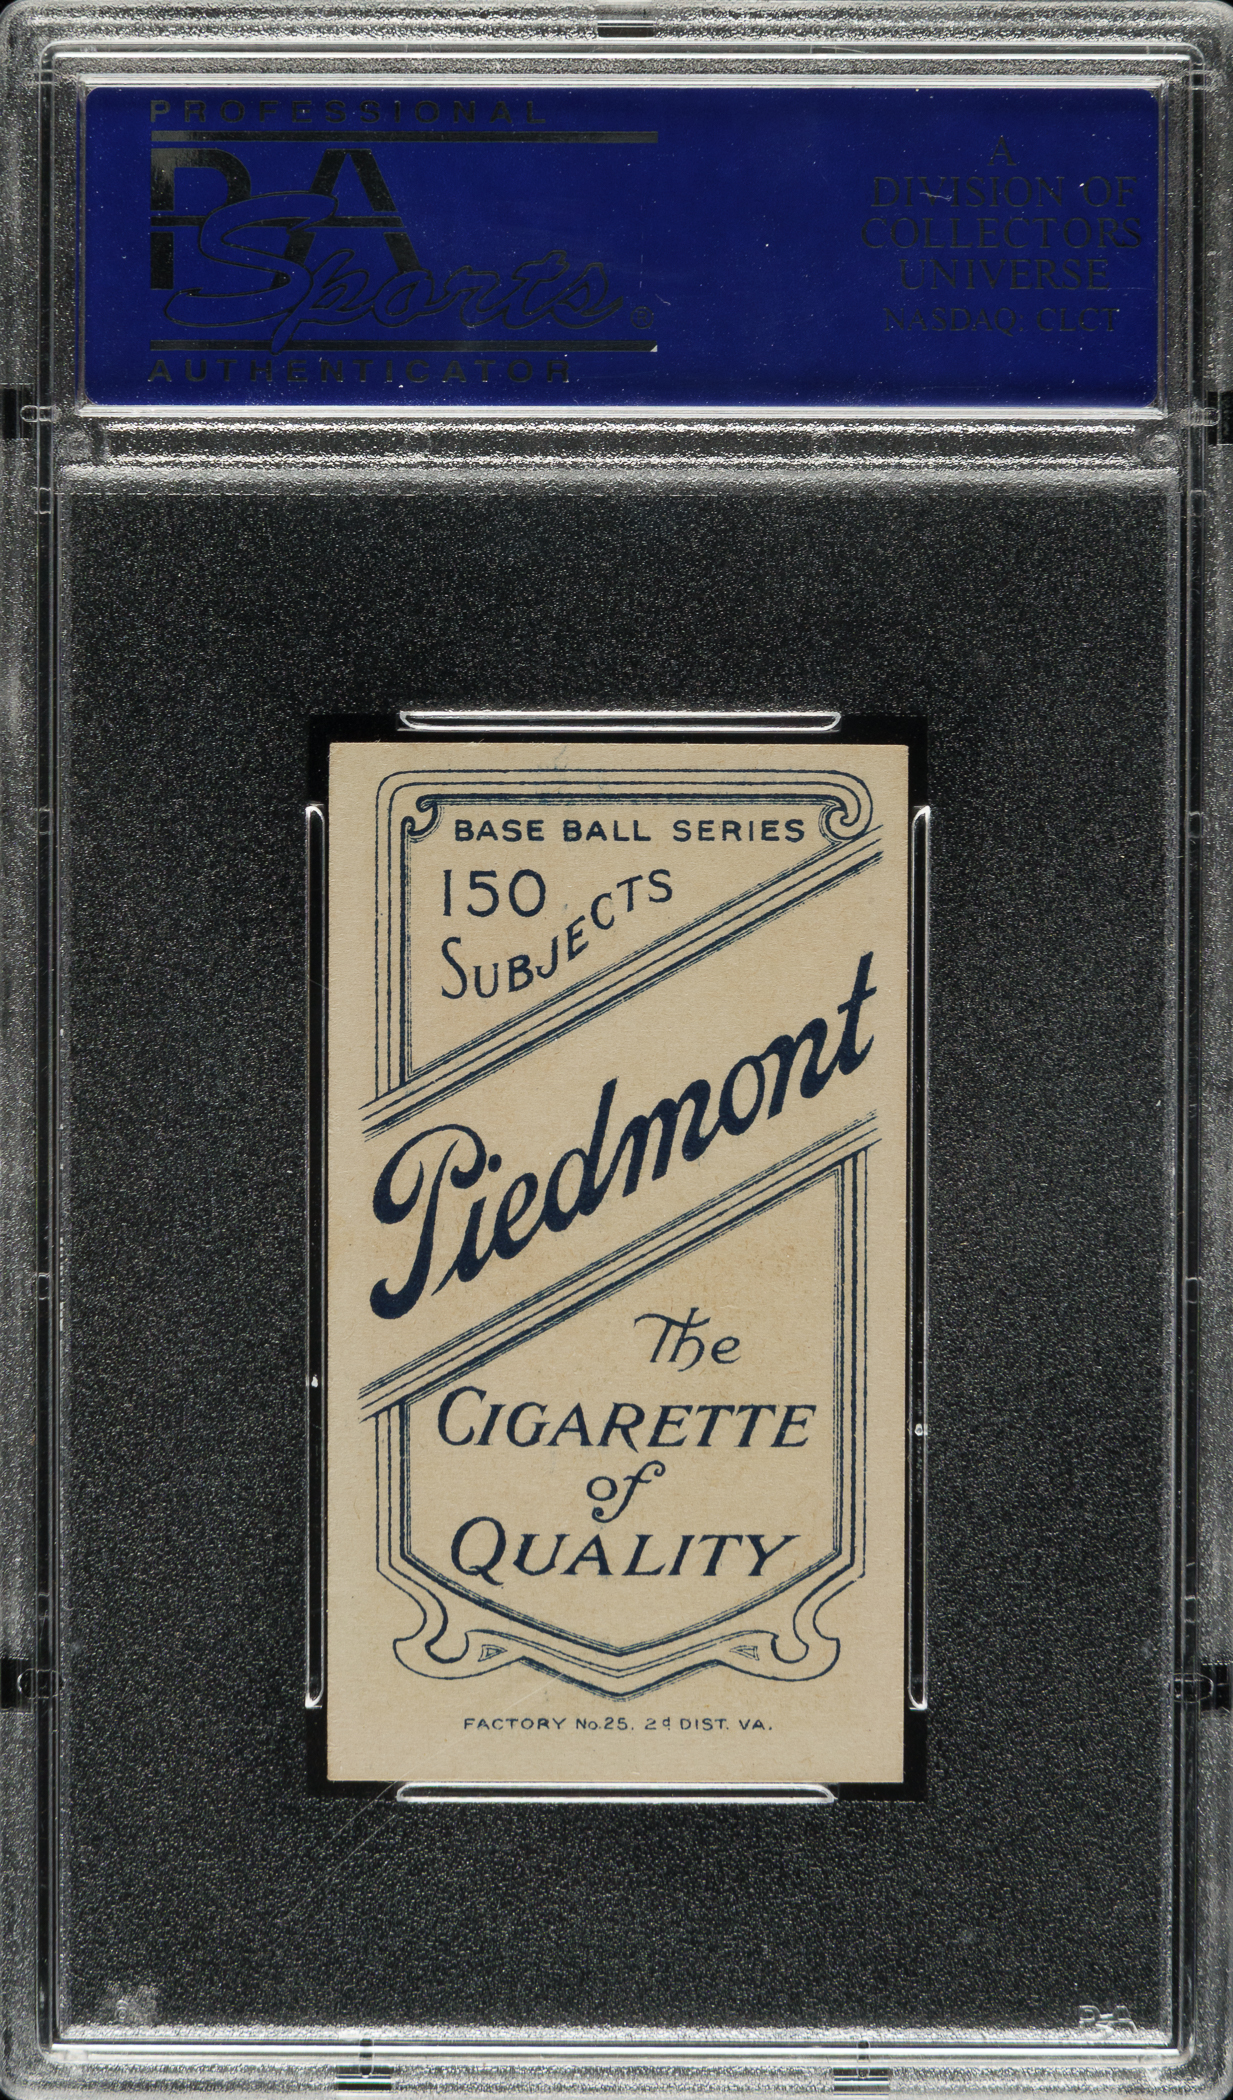 PROFESSIONAL
PSA
Sports®
AUTHENTICATOR
A
DIVISION OF
COLLECTORS
UNIVERSE
NASDAQ: CLCT
BASE BALL SERIES
150
SUBJECTS
Piedmont
The
CIGARETTE
of
QUALITY
FACTORY No. 25. 2d DIST. VA.
PSA